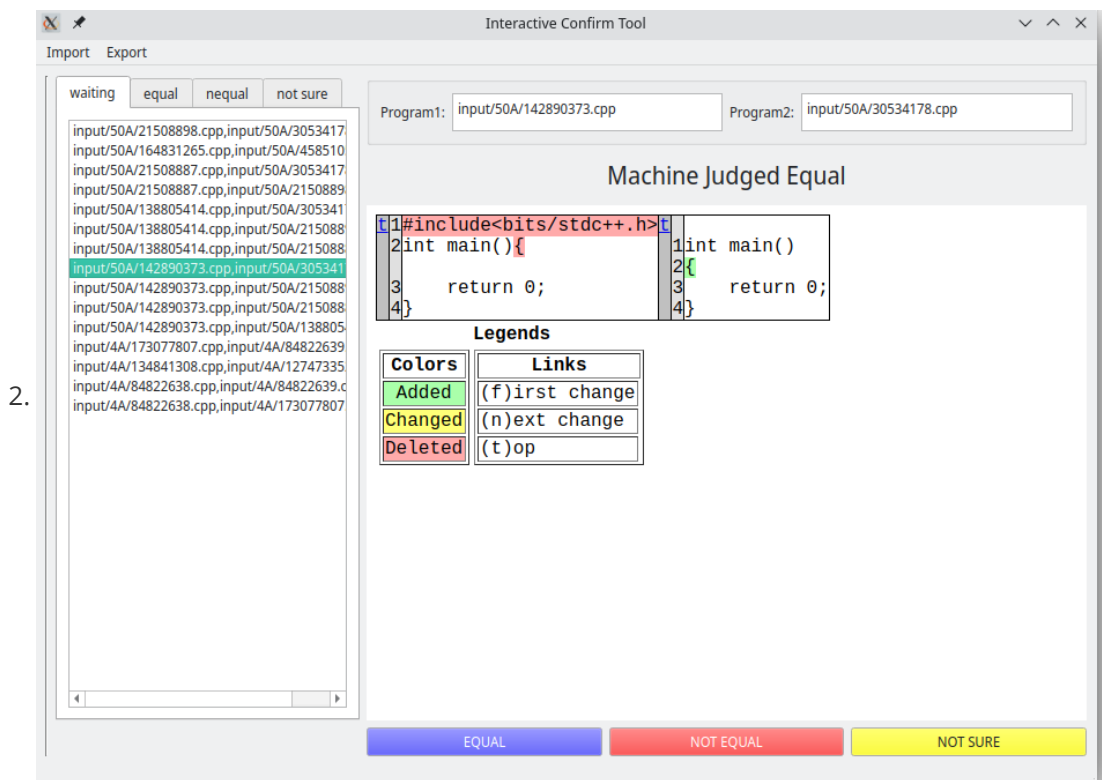 Interactive Confirm Tool
Import Export
waiting equal nequal not sure
input/50A/21508898.cpp,input/50A/3053417
input/50A/164831265.cpp,input/50A/458510
input/50A/21508887.cpp,input/50A/3053417
input/50A/21508887.cpp,input/50A/2150889
input/50A/138805414.cpp,input/50A/305341
input/50A/138805414.cpp,input/50A/215088
input/50A/138805414.cpp,input/50A/215088
input/50A/142890373.cpp,input/50A/305341
input/50A/142890373.cpp,input/50A/215088
input/50A/142890373.cpp,input/50A/215088
input/50A/142890373.cpp,input/50A/13880
input/4A/173077807.cpp,input/4A/84822639
input/4A/134841308.cpp,input/4A/12747335
input/4A/84822638.cpp,input/4A/84822639.c
input/4A/84822638.cpp,input/4A/173077807
2.
Program1: input/50A/142890373.cpp Program2: input/50A/30534178.cpp
Machine Judged Equal
t 1 #include<bits/stdc++.h> t
2 int main(){ 1 int main()
2 {
3 return 0; 3 return 0;
4 } 4 }
Legends
Colors Links
Added (f)irst change
Changed (n)ext change
Deleted (t)op
EQUAL NOT EQUAL NOT SURE